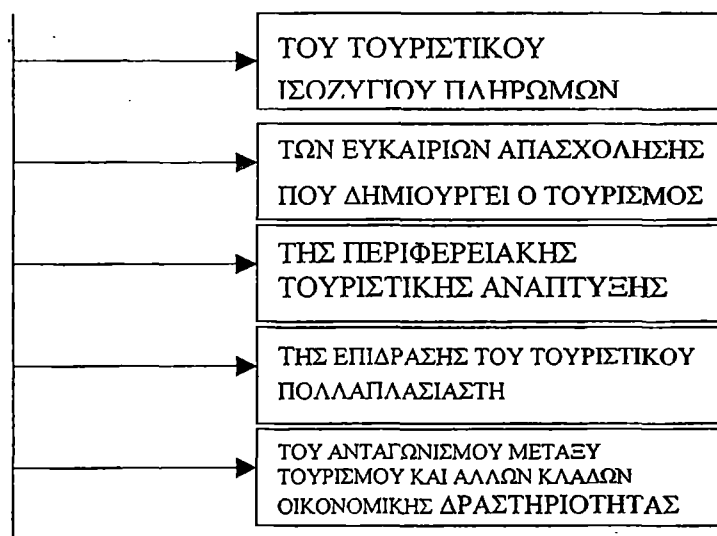 ΤΟΥ ΤΟΥΡΙΣΤΙΚΟΥ
ΙΣΟΖΥΓΙΟΥ ΠΛΗΡΩΜΩΝ
ΤΩΝ ΕΥΚΑΙΡΙΩΝ ΑΠΑΣΧΟΛΗΣΗΣ
ΠΟΥ ΔΗΜΙΟΥΡΓΕΙ Ο ΤΟΥΡΙΣΜΟΣ
ΤΗΣ ΠΕΡΙΦΕΡΕΙΑΚΗΣ
ΤΟΥΡΙΣΤΙΚΗΣ ΑΝΑΠΤΥΞΗΣ
ΤΗΣ ΕΠΙΔΡΑΣΗΣ ΤΟΥ ΤΟΥΡΙΣΤΙΚΟΥ
ΠΟΛΛΑΠΛΑΣΙΑΣΤΗ
ΤΟΥ ΑΝΤΑΓΩΝΙΣΜΟΥ ΜΕΤΑΞΥ
ΤΟΥΡΙΣΜΟΥ ΚΑΙ ΑΛΛΩΝ ΚΛΑΔΩΝ
ΟΙΚΟΝΟΜΙΚΗΣ ΔΡΑΣΤΗΡΙΟΤΗΤΑΣ